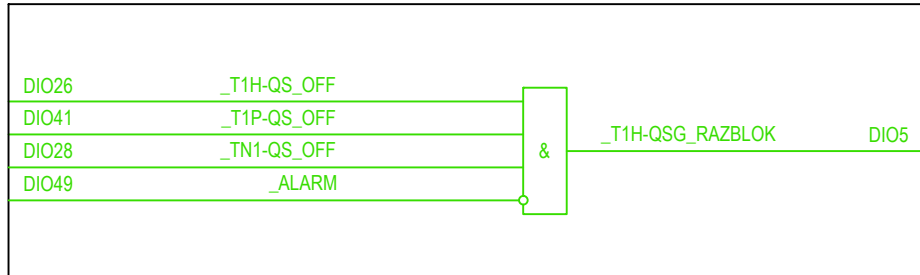 DIO26 _T1H-QS_OFF
DIO41 _T1P-QS_OFF
DIO28 _TN1-QS_OFF
& _T1H-QSG_RAZBLOK DIO5
DIO49 _ALARM